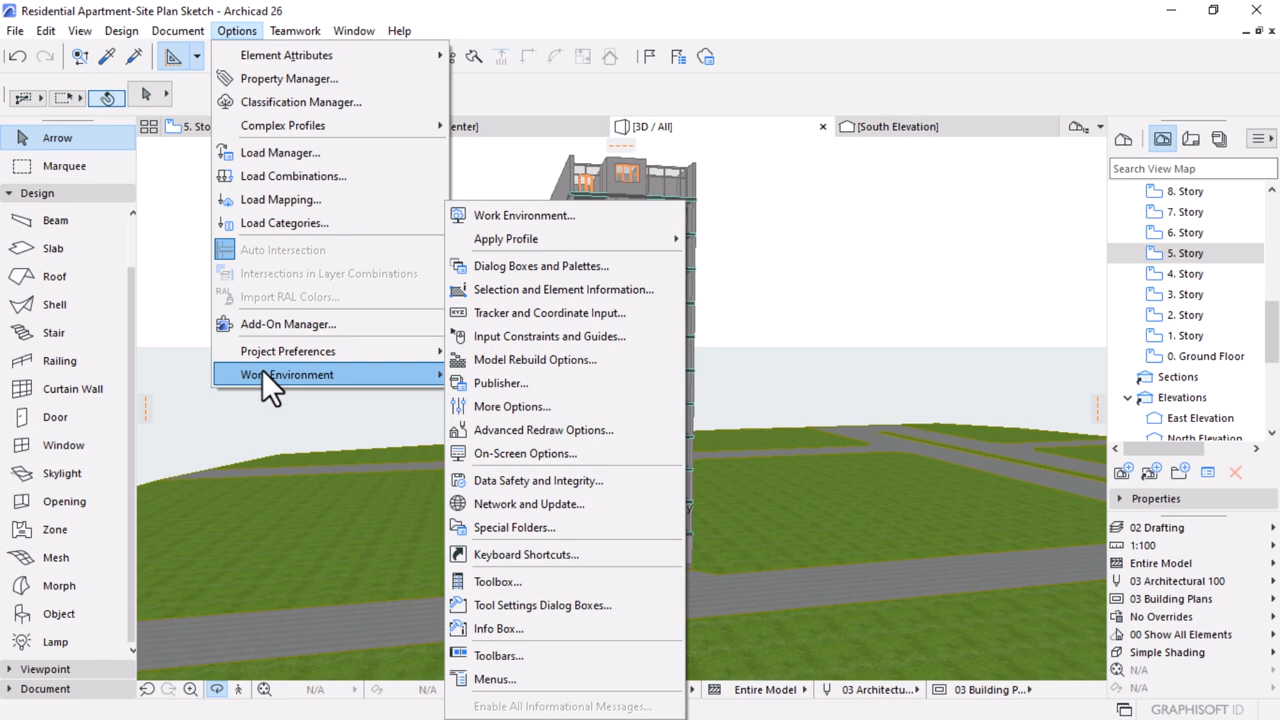 Residential Apartment-Site Plan Sketch - Archicad 26
File Edit View Design Document Options Teamwork Window Help
Element Attributes
Property Manager...
Classification Manager...
Complex Profiles
Load Manager...
Load Combinations...
Load Mapping...
Load Categories...
Auto Intersection
Intersections in Layer Combinations
RAL
Import RAL Colors...
Add-On Manager...
Project Preferences
Work Environment
Work Environment...
Apply Profile
Dialog Boxes and Palettes...
Selection and Element Information...
XYZ
Tracker and Coordinate Input...
Input Constraints and Guides...
Model Rebuild Options...
Publisher...
More Options...
Advanced Redraw Options...
On-Screen Options...
Data Safety and Integrity...
Network and Update...
Special Folders...
Keyboard Shortcuts...
Toolbox...
Tool Settings Dialog Boxes...
Info Box...
Toolbars...
Menus...
Enable All Informational Messages...
5. Sto
enter]
[3D / All]
[South Elevation]
Arrow
Marquee
Design
Beam
Slab
Roof
Shell
Stair
Railing
Curtain Wall
Door
Window
Skylight
Opening
Zone
Mesh
Morph
Object
Lamp
Viewpoint
Document
Search View Map
8. Story
7. Story
6. Story
5. Story
4. Story
3. Story
2. Story
1. Story
0. Ground Floor
Sections
Elevations
East Elevation
North Elevation
Properties
02 Drafting
1:100
Entire Model
03 Architectural 100
03 Building Plans
No Overrides
00 Show All Elements
Simple Shading
N/A
N/A
N/A
N/A
Entire Model
03 Architectu...
03 Building P...
GRAPHISOFT ID